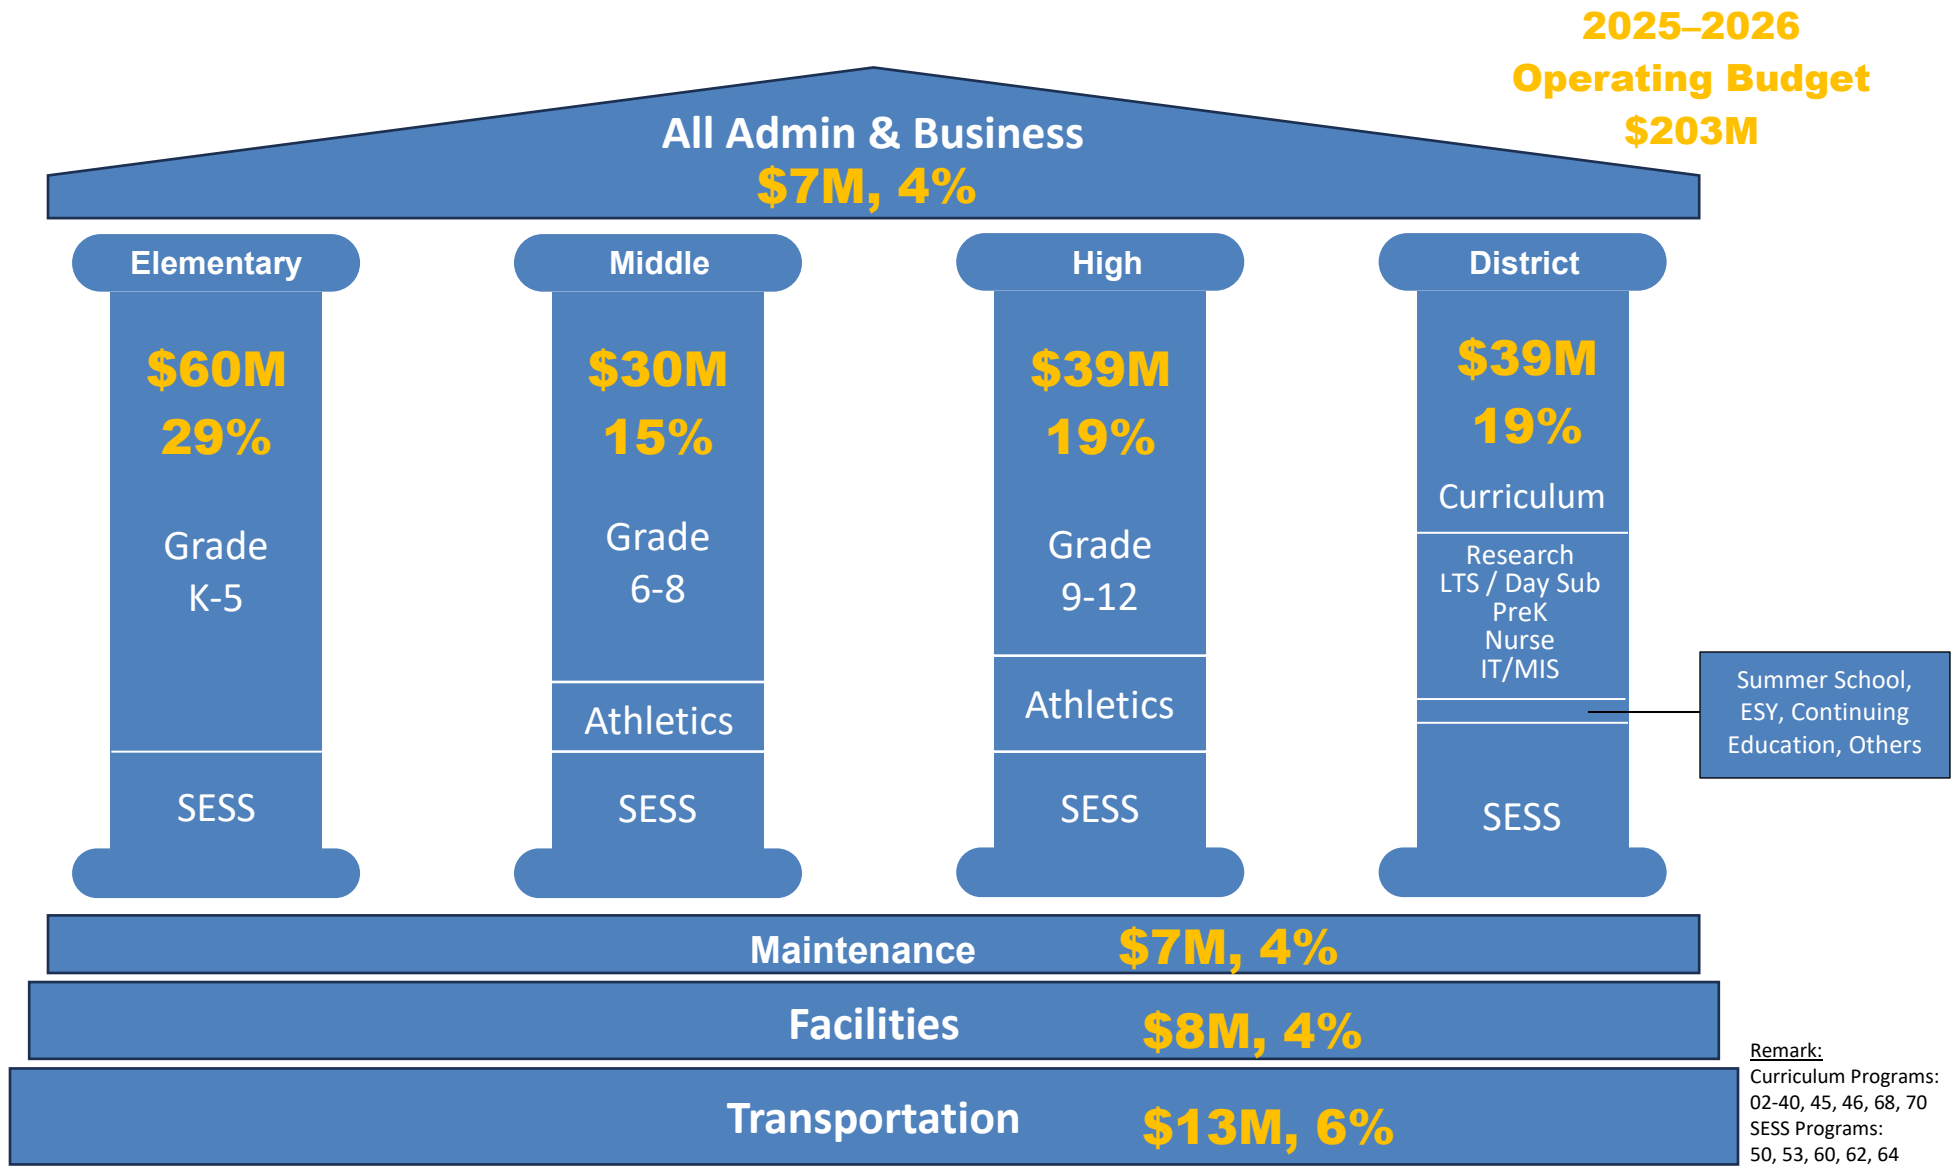 2025–2026
Operating Budget
$203M
All Admin & Business
$7M, 4%
Elementary
$60M
29%
Grade
K-5
SESS
Middle
$30M
15%
Grade
6-8
Athletics
SESS
High
$39M
19%
Grade
9-12
Athletics
SESS
District
$39M
19%
Curriculum
Research
LTS / Day Sub
PreK
Nurse
IT/MIS
SESS
Summer School,
ESY, Continuing
Education, Others
Maintenance $7M, 4%
Facilities $8M, 4%
Transportation $13M, 6%
Remark:
Curriculum Programs:
02-40, 45, 46, 68, 70
SESS Programs:
50, 53, 60, 62, 64